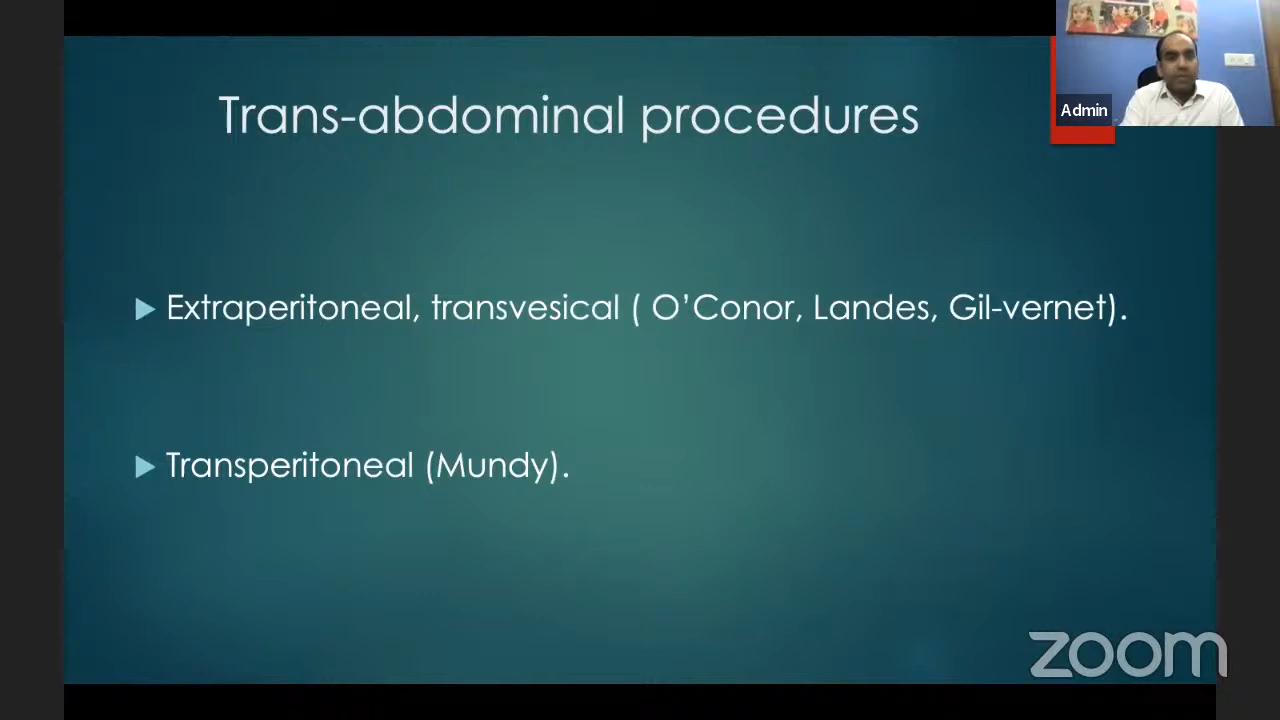 Trans-abdominal procedures
Admin
Extraperitoneal, transvesical ( O’Conor, Landes, Gil-vernet).
Transperitoneal (Mundy).
zoom